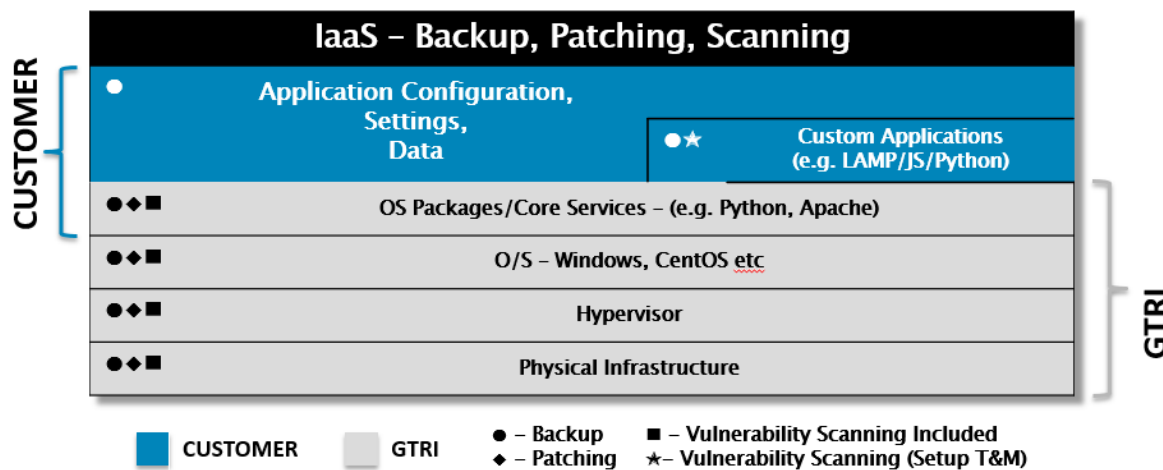 IaaS – Backup, Patching, Scanning
CUSTOMER
Application Configuration,
Settings,
Data
Custom Applications
(e.g. LAMP/JS/Python)
OS Packages/Core Services – (e.g. Python, Apache)
O/S – Windows, CentOS etc
Hypervisor
Physical Infrastructure
GTRI
CUSTOMER
GTRI
● – Backup
◆ – Patching
■ – Vulnerability Scanning Included
★– Vulnerability Scanning (Setup T&M)